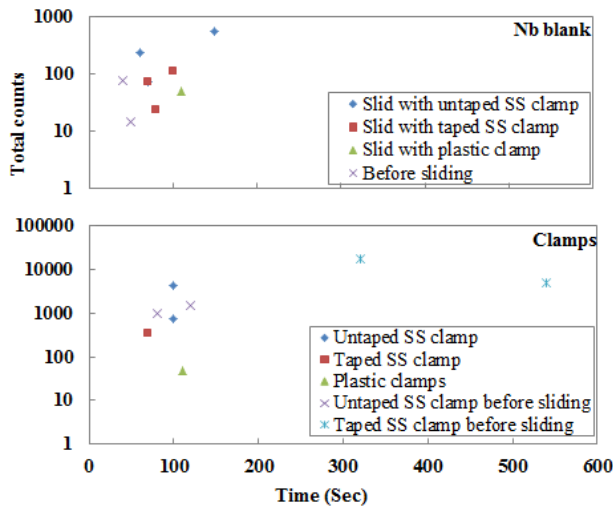 Nb blank
Total counts
1000
100
10
1
Slid with untaped SS clamp
Slid with taped SS clamp
Slid with plastic clamp
Before sliding
Clamps
100000
10000
1000
100
10
1
Untaped SS clamp
Taped SS clamp
Plastic clamps
Untaped SS clamp before sliding
Taped SS clamp before sliding
0 100 200 300 400 500 600
Time (Sec)